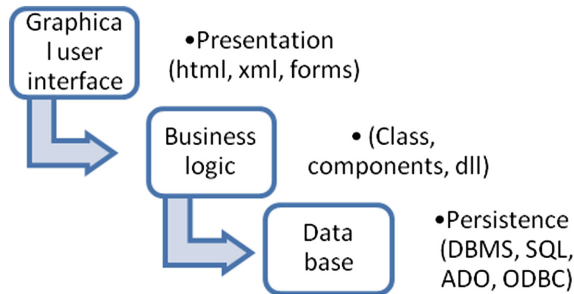 Graphica
l user
interface
•Presentation
(html, xml, forms)
Business
logic
•(Class,
components, dll)
Data
base
•Persistence
(DBMS, SQL,
ADO, ODBC)